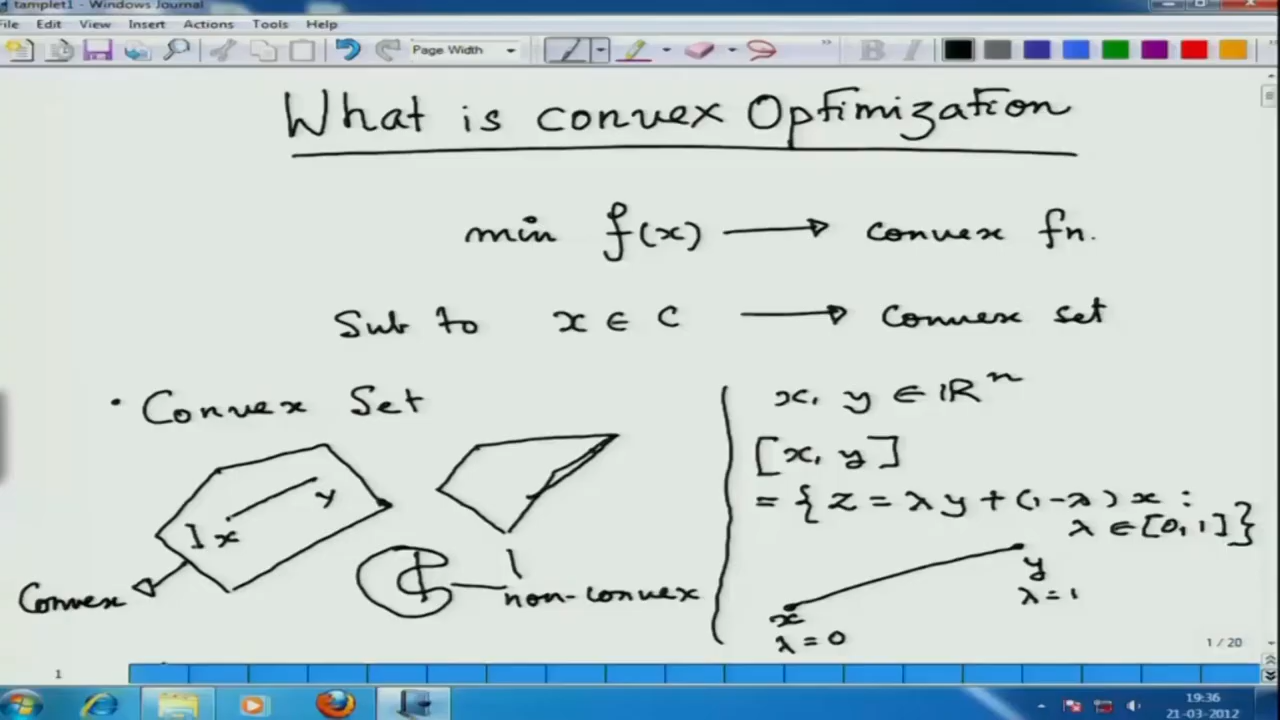 templet1 - Windows Journal
File Edit View Insert Actions Tools Help
Page Width
B I
What is convex Optimization
min f(x) → convex fn.
Sub to x ∈ C → convex set
• Convex Set
x
y
Convex
non-convex
x, y ∈ ℝⁿ
[x, y]
= { z = λ y + (1-λ) x :
λ ∈ [0, 1] }
y
λ = 1
x
λ = 0
1 / 20
1
19:36
21-03-2012